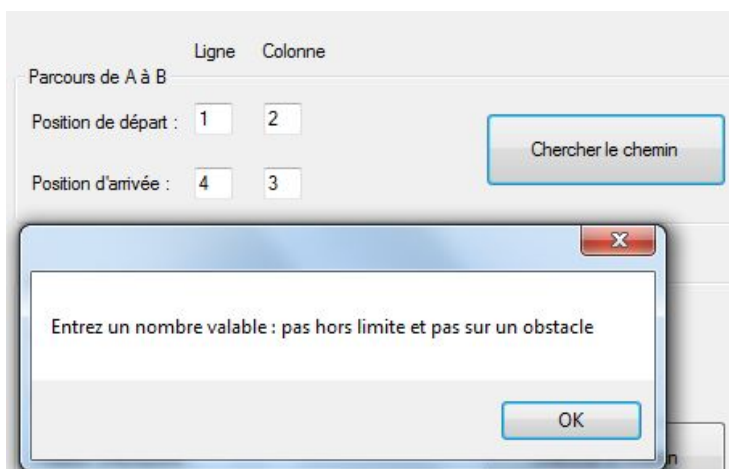 Ligne Colonne
Parcours de A à B
Position de départ : 1 2
Chercher le chemin
Position d'arrivée : 4 3
Entrez un nombre valable : pas hors limite et pas sur un obstacle
OK
n